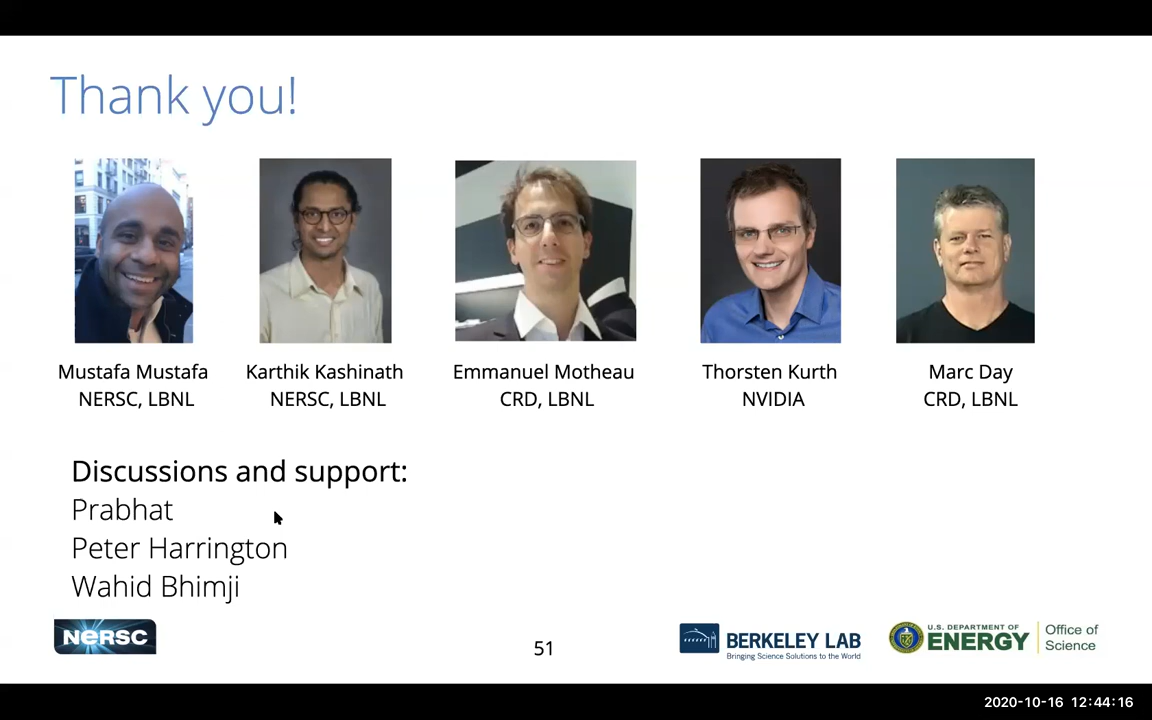 Thank you!
Mustafa Mustafa
NERSC, LBNL
Karthik Kashinath
NERSC, LBNL
Emmanuel Motheau
CRD, LBNL
Thorsten Kurth
NVIDIA
Marc Day
CRD, LBNL
Discussions and support:
Prabhat
Peter Harrington
Wahid Bhimji
NERSC
51
BERKELEY LAB
Bringing Science Solutions to the World
U.S. DEPARTMENT OF
ENERGY
Office of
Science
2020-10-16 12:44:16